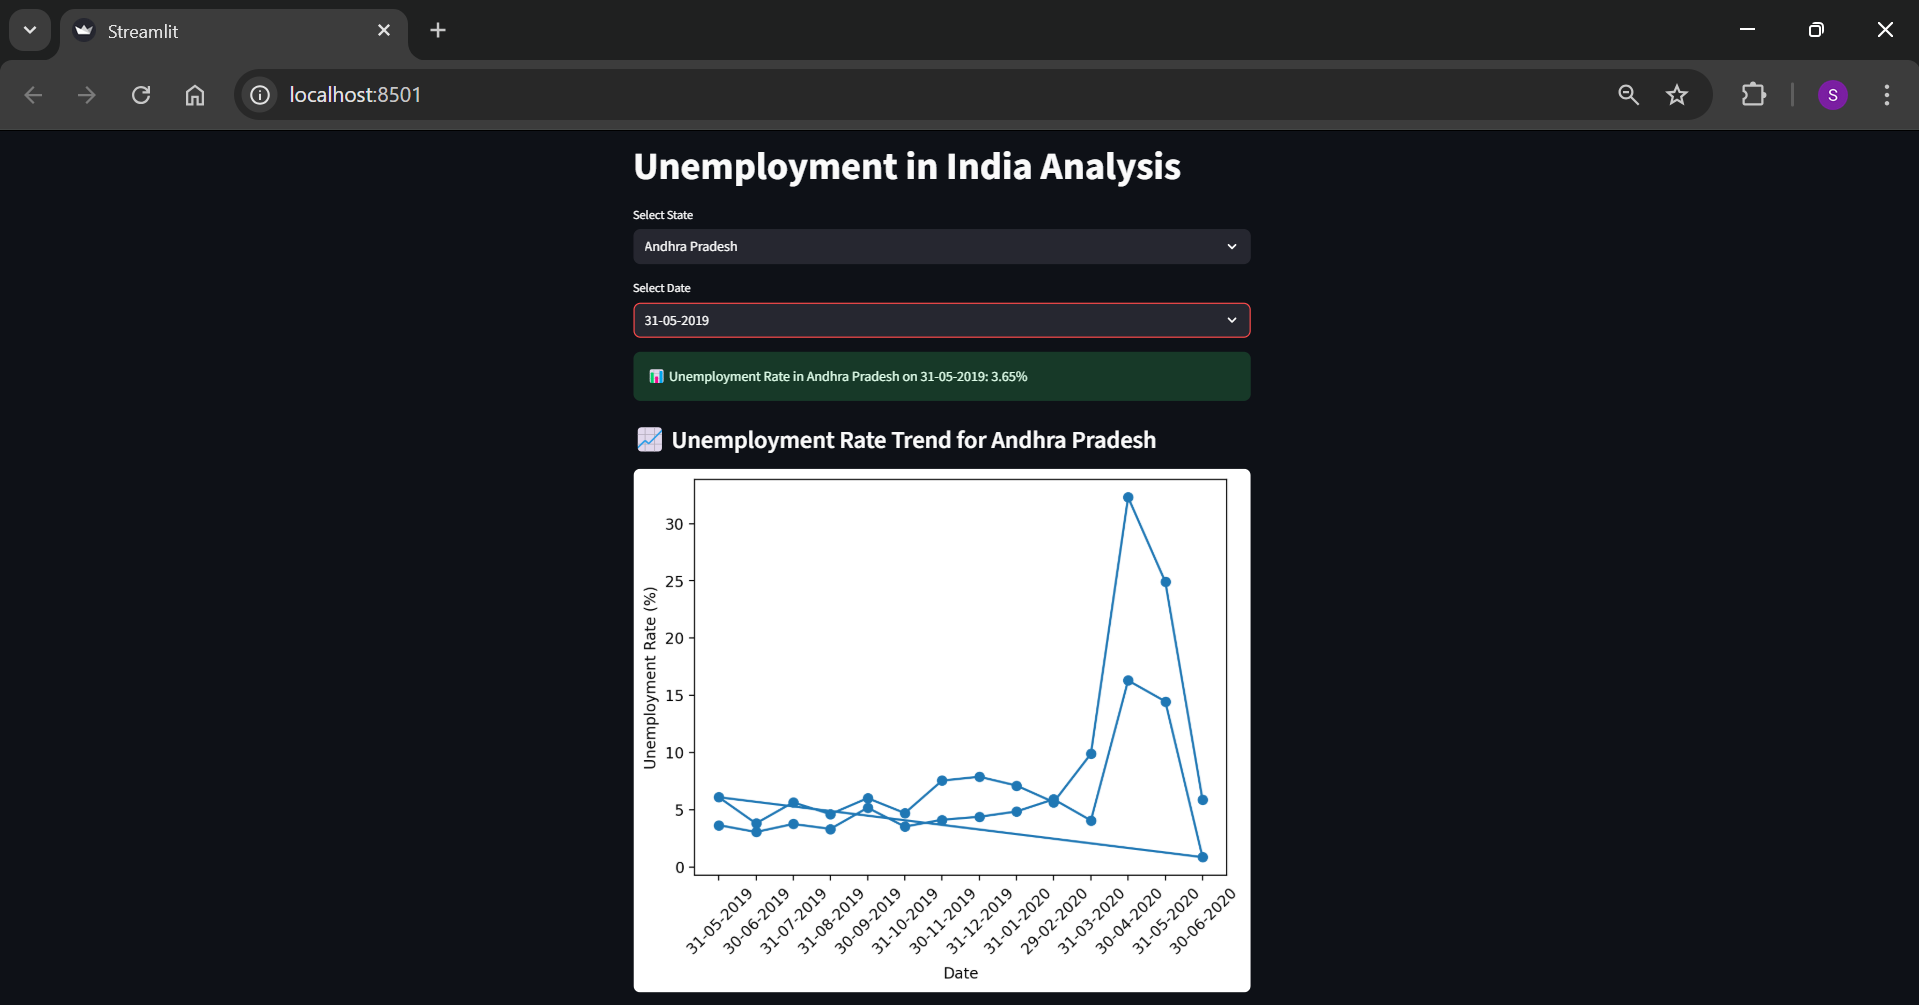 Streamlit
localhost:8501
S
Unemployment in India Analysis
Select State
Andhra Pradesh
Select Date
31-05-2019
Unemployment Rate in Andhra Pradesh on 31-05-2019: 3.65%
Unemployment Rate Trend for Andhra Pradesh
Unemployment Rate (%)
30
25
20
15
10
5
0
31-05-2019
30-06-2019
31-07-2019
31-08-2019
30-09-2019
31-10-2019
30-11-2019
31-12-2019
31-01-2020
29-02-2020
31-03-2020
30-04-2020
31-05-2020
30-06-2020
Date